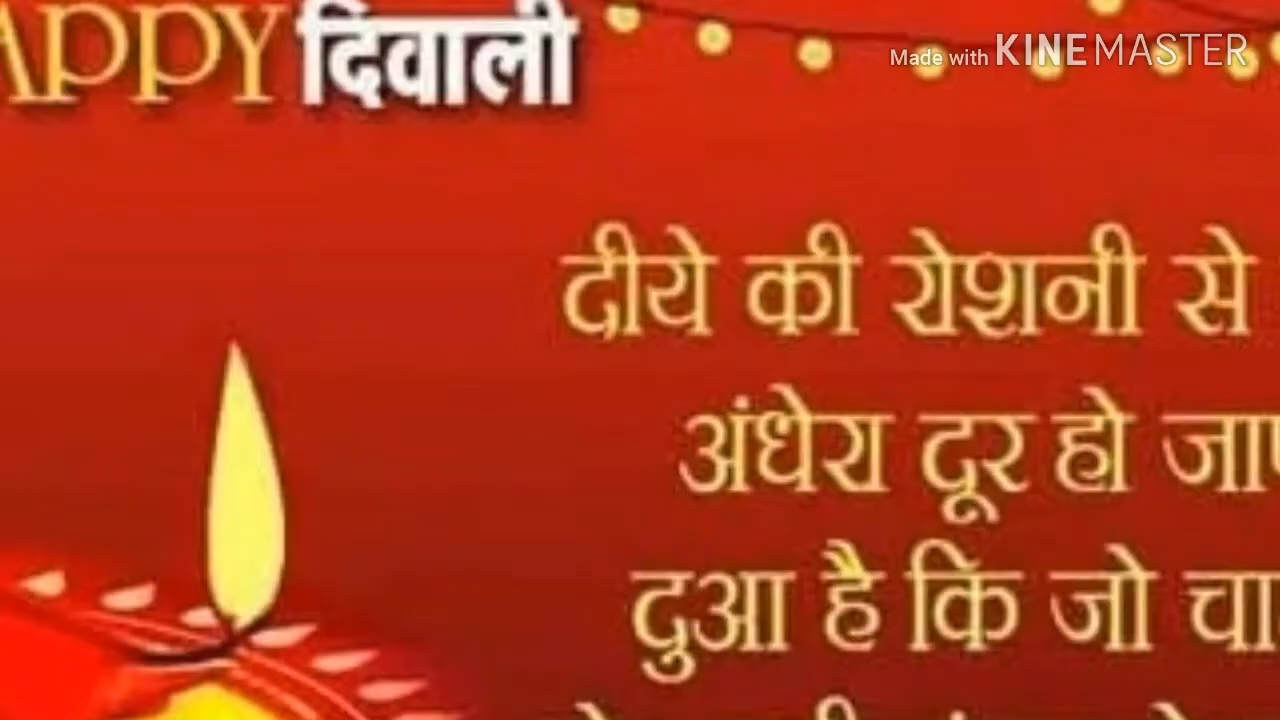 APPY दिवाली
Made with KINEMASTER
दीये की रोशनी से
अंधेरा दूर हो
दुआ है कि जो